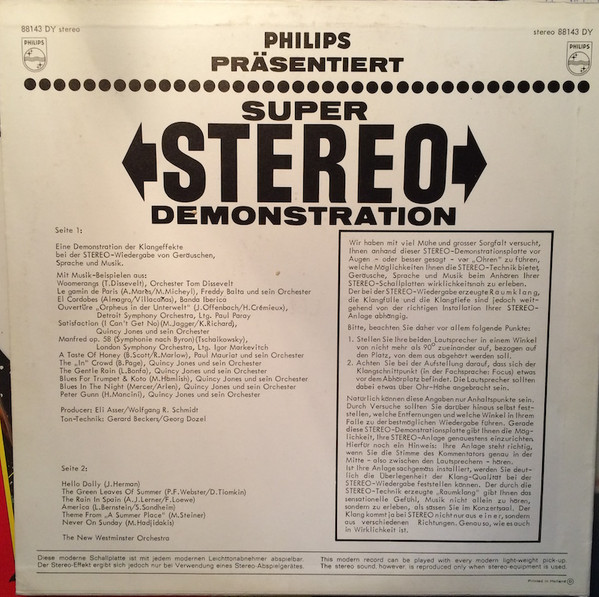 88143 DY stereo
stereo 88143 DY
PHILIPS
PHILIPS
PHILIPS
PRÄSENTIERT
SUPER
STEREO
DEMONSTRATION
Seite 1:
Eine Demonstration der Klangeffekte
bei der STEREO-Wiedergabe von Geräuschen,
Sprache und Musik.
Mit Musik-Beispielen aus:
Woomerangs (T.Dissevelt), Orchester Tom Dissevelt
Le gamin de Paris (A.Marès/M.Micheyl), Freddy Balta und sein Orchester
El Cordobes (Almagro/Villacañas), Banda Iberica
Ouvertüre „Orpheus in der Unterwelt" (J.Offenbach/H.Crémieux),
Detroit Symphony Orchestra, Ltg. Paul Paray
Satisfaction (I Can't Get No)(M.Jagger/K.Richard),
Quincy Jones und sein Orchester
Manfred op. 58 (Symphonie nach Byron)(Tschaikowsky),
London Symphony Orchestra, Ltg. Igor Markevitch
A Taste Of Honey (B.Scott/R.Marlow), Paul Mauriat und sein Orchester
The „In" Crowd (B.Page), Quincy Jones und sein Orchester
The Gentle Rain (L.Bonfa), Quincy Jones und sein Orchester
Blues For Trumpet & Koto (M.Hamlish), Quincy Jones und sein Orchester
Blues In The Night (Mercer/Arlen), Quincy Jones und sein Orchester
Peter Gunn (H.Mancini), Quincy Jones und sein Orchester
Producer: Eli Asser/Wolfgang R. Schmidt
Ton-Technik: Gerard Beckers/Georg Dozel
Seite 2:
Hello Dolly (J.Herman)
The Green Leaves Of Summer (P.F.Webster/D.Tiomkin)
The Rain In Spain (A.J.Lerner/F.Loewe)
America (L.Bernstein/S.Sondheim)
Theme From „A Summer Place" (M.Steiner)
Never On Sunday (M.Hadjidakis)
The New Westminster Orchestra
Wir haben mit viel Mühe und grosser Sorgfalt versucht,
Ihnen anhand dieser STEREO-Demonstrationsplatte vor
Augen - oder besser gesagt - vor „Ohren" zu führen,
welche Möglichkeiten Ihnen die STEREO-Technik bietet,
Geräusche, Sprache und Musik beim Anhören Ihrer
STEREO-Schallplatten wirklichkeitsnah zu erleben.
Der bei der STEREO-Wiedergabe erzeugte Raumklang,
die Klangfülle und die Klangtiefe sind jedoch weit-
gehend von der richtigen Installation Ihrer STEREO-
Anlage abhängig.
Bitte, beachten Sie daher vor allem folgende Punkte:
1. Stellen Sie Ihre beiden Lautsprecher in einem Winkel
von nicht mehr als 90° zueinander auf, bezogen auf
den Platz, von dem aus abgehört werden soll.
2. Achten Sie bei der Aufstellung darauf, dass sich der
Klangschnittpunkt (in der Fachsprache: Focus) etwas
vor dem Abhörplatz befindet. Die Lautsprecher sollten
dabei etwas über Ohr-Höhe angebracht sein.
Natürlich können diese Angaben nur Anhaltspunkte sein.
Durch Versuche sollten Sie darüber hinaus selbst fest-
stellen, welche Entfernungen und welche Winkel in Ihrem
Falle zu der bestmöglichen Wiedergabe führen. Gerade
diese STEREO-Demonstrationsplatte gibt Ihnen die Mög-
lichkeit, Ihre STEREO-Anlage genauestens einzurichten.
Hierfür noch ein Hinweis: Ihre Anlage steht richtig,
wenn Sie die Stimme des Kommentators genau in der
Mitte - also zwischen den Lautsprechern - hören.
Ist Ihre Anlage sachgemäss installiert, werden Sie deut-
lich die Überlegenheit der Klang-Qualität bei der
STEREO-Wiedergabe feststellen können. Der durch die
STEREO-Technik erzeugte „Raumklang" gibt Ihnen das
sensationelle Gefühl, Musik nicht allein zu hören,
sondern zu erleben, als sässen Sie im Konzertsaal. Der
Klang kommt ja bei STEREO nicht nur aus einer, sondern
aus verschiedenen Richtungen. Genau so, wie es auch
in Wirklichkeit ist.
Diese moderne Schallplatte ist mit jedem modernen Leichttonabnehmer abspielbar.
Der Stereo-Effekt ergibt sich jedoch nur bei Verwendung eines Stereo-Abspielgerätes.
This modern record can be played with every modern light-weight pick-up.
The stereo sound, however, is reproduced only when stereo-equipment is used.
Printed in Holland